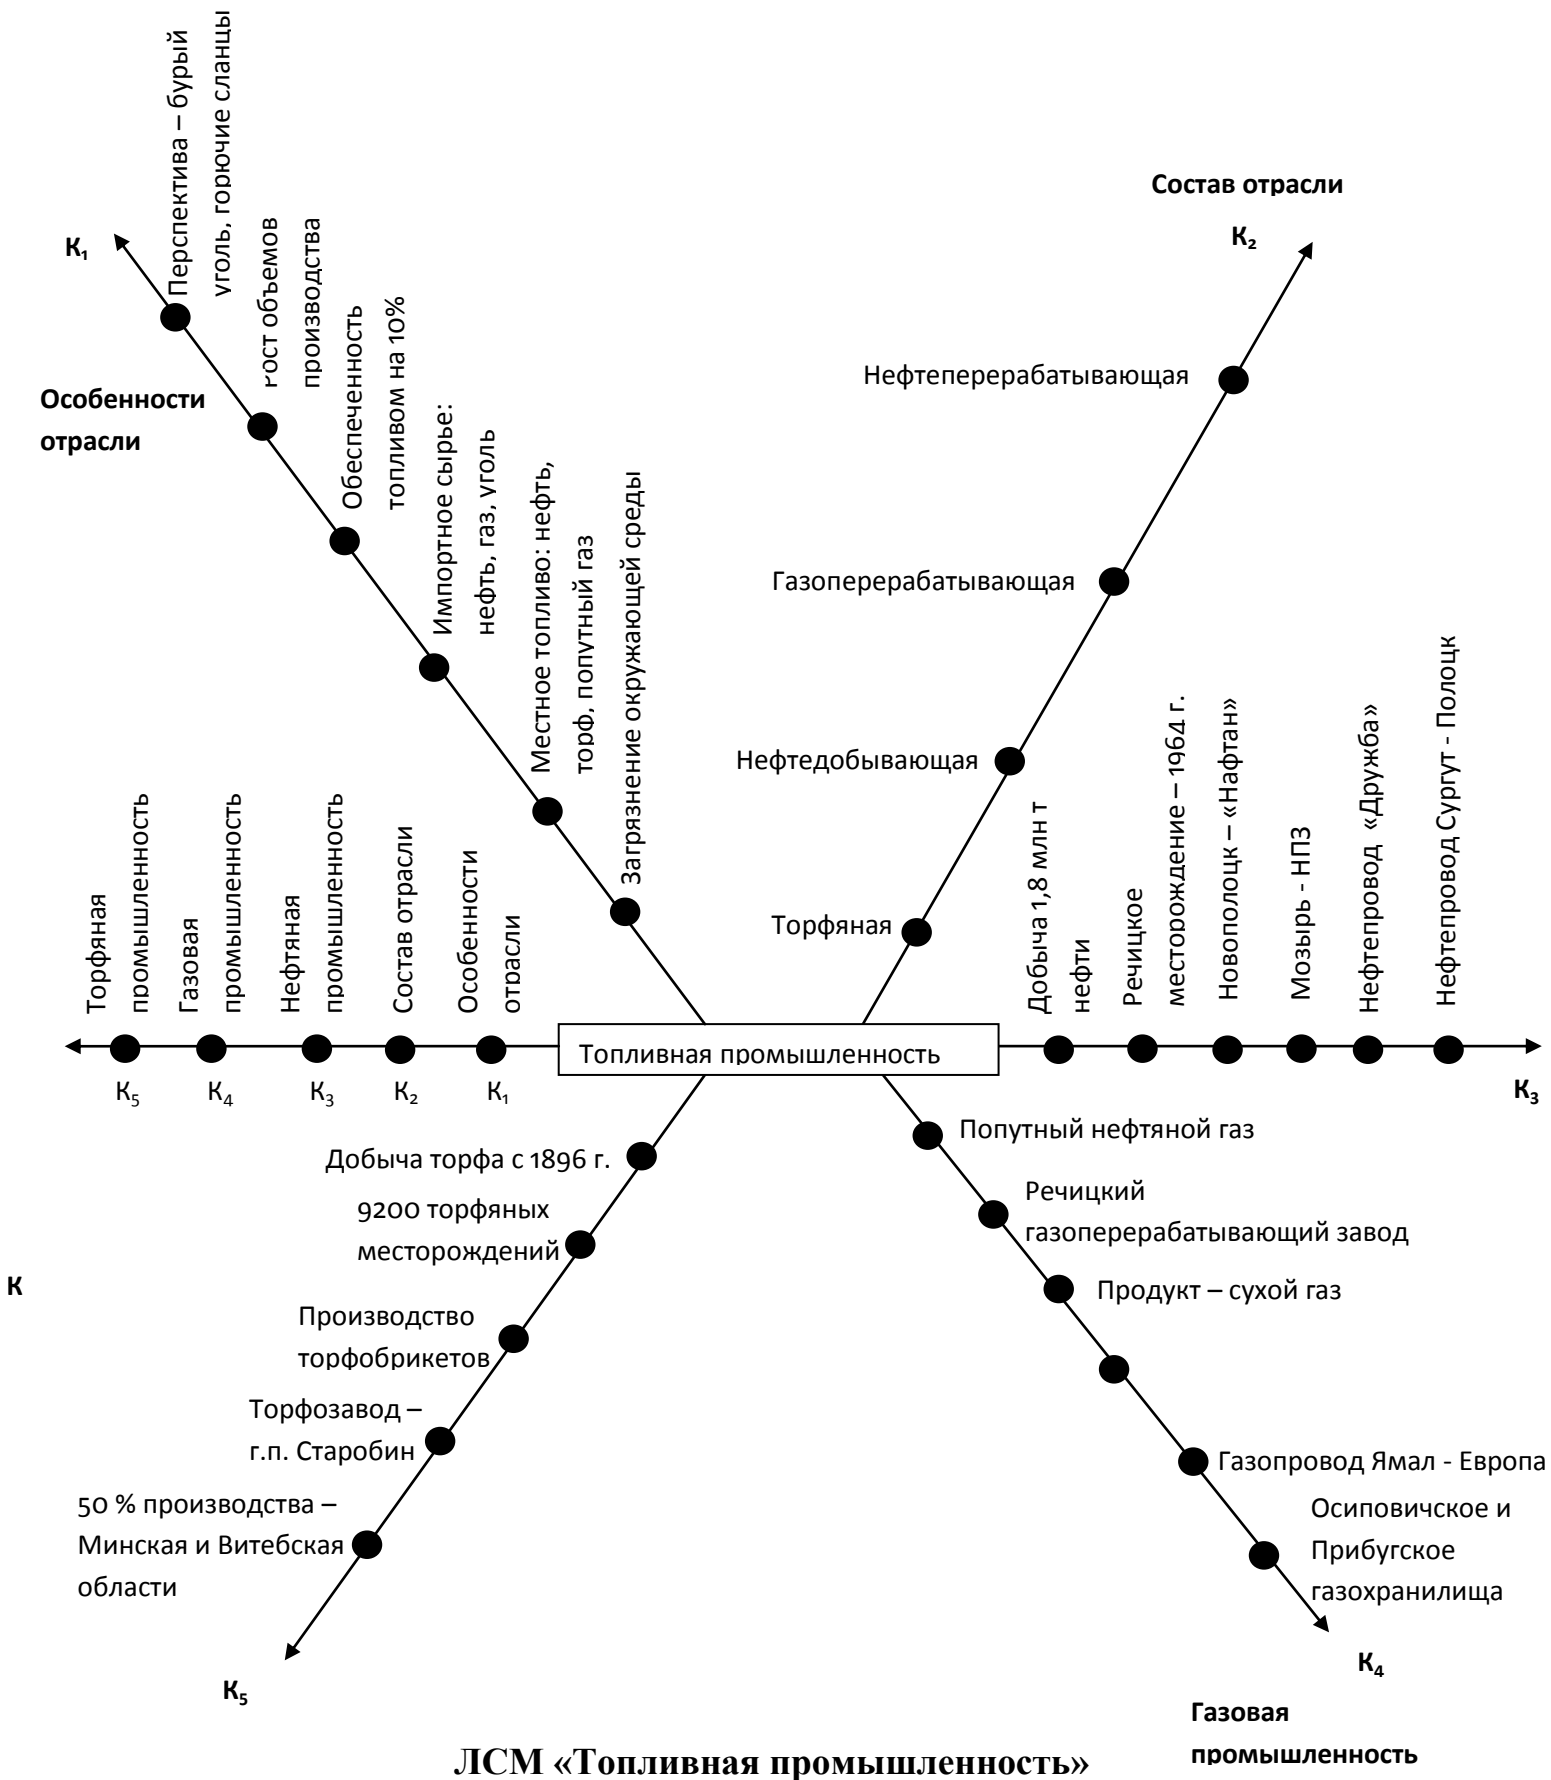 Перспектива – бурый
уголь, горючие сланцы
Рост объемов
производства
Обеспеченность
топливом на 10%
Импортное сырье:
нефть, газ, уголь
Местное топливо: нефть,
торф, попутный газ
Загрязнение окружающей среды
К₁
Особенности
отрасли
Состав отрасли
К₂
Нефтеперерабатывающая
Газоперерабатывающая
Нефтедобывающая
Торфяная
Торфяная
промышленность
Газовая
промышленность
Нефтяная
промышленность
Состав отрасли
Особенности
отрасли
К₅
К₄
К₃
К₂
К₁
Топливная промышленность
Добыча 1,8 млн т
нефти
Речицкое
месторождение – 1964 г.
Новополоцк – «Нафтан»
Мозырь - НПЗ
Нефтепровод «Дружба»
Нефтепровод Сургут - Полоцк
К₃
Добыча торфа с 1896 г.
9200 торфяных
месторождений
К
Производство
торфобрикетов
Торфозавод –
г.п. Старобин
50 % производства –
Минская и Витебская
области
К₅
Попутный нефтяной газ
Речицкий
газоперерабатывающий завод
Продукт – сухой газ
Газопровод Ямал - Европа
Осиповичское и
Прибугское
газохранилища
К₄
Газовая
промышленность
ЛСМ «Топливная промышленность»